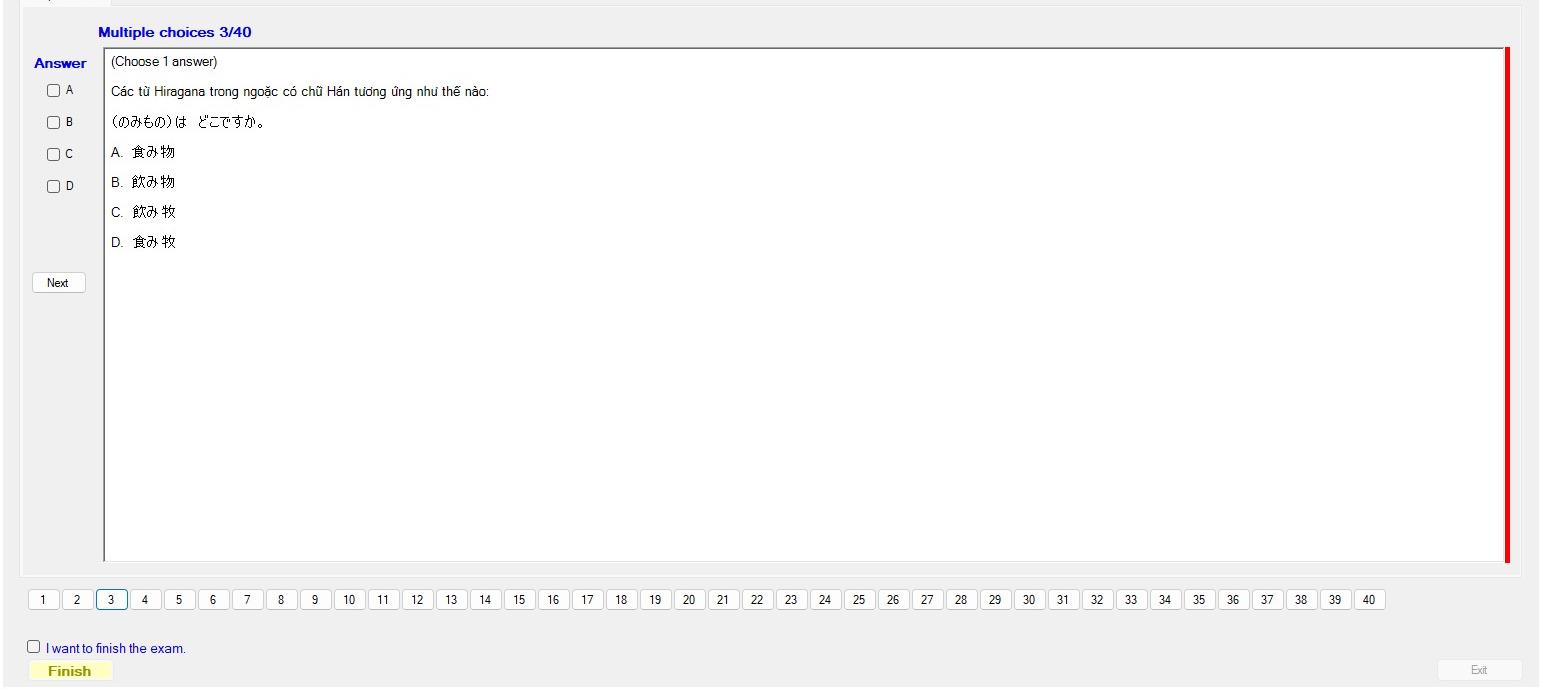 Multiple choices 3/40
Answer
A
B
C
D
Next
(Choose 1 answer)
Các từ Hiragana trong ngoặc có chữ Hán tương ứng như thế nào:
(のみもの)は どこですか。
A. 食み物
B. 飲み物
C. 飲み牧
D. 食み牧
1 2 3 4 5 6 7 8 9 10 11 12 13 14 15 16 17 18 19 20 21 22 23 24 25 26 27 28 29 30 31 32 33 34 35 36 37 38 39 40
I want to finish the exam.
Finish
Exit